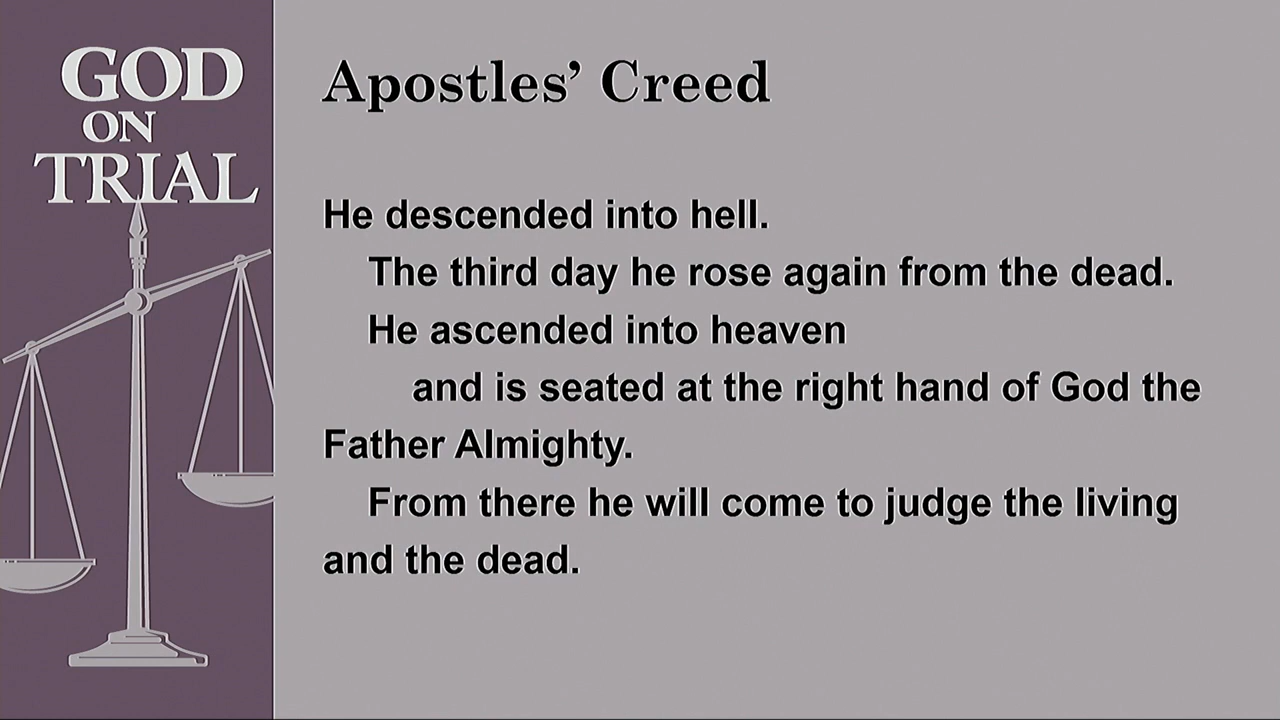 GOD
ON
TRIAL
Apostles’ Creed
He descended into hell.
The third day he rose again from the dead.
He ascended into heaven
and is seated at the right hand of God the
Father Almighty.
From there he will come to judge the living
and the dead.